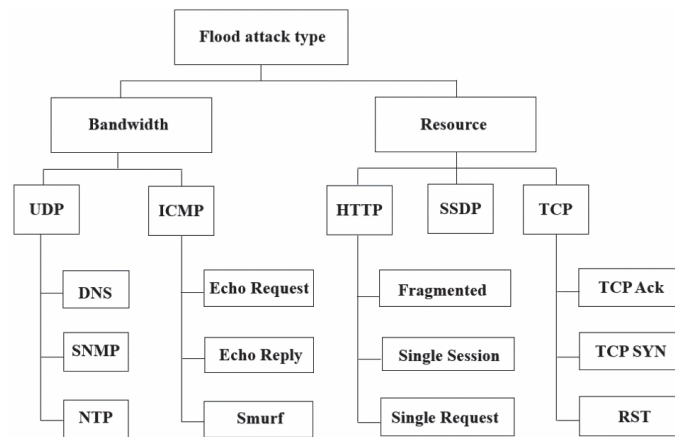 Flood attack type
Bandwidth
Resource
UDP
ICMP
HTTP
SSDP
TCP
DNS
Echo Request
Fragmented
TCP Ack
SNMP
Echo Reply
Single Session
TCP SYN
NTP
Smurf
Single Request
RST